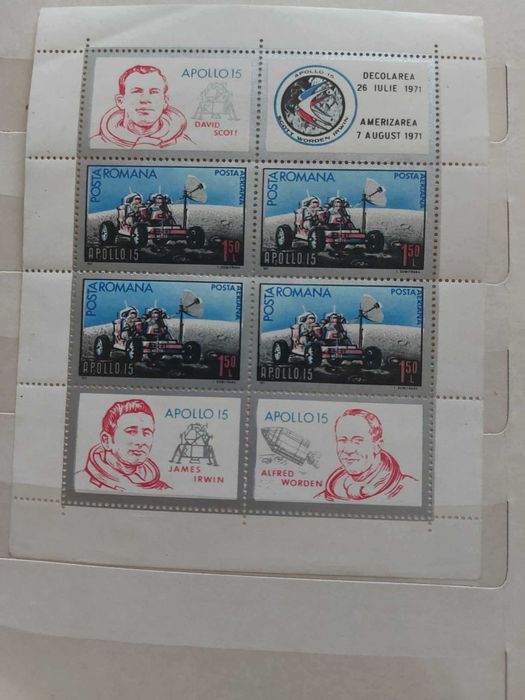 APOLLO 15
DAVID
SCOTT
APOLLO 15
SCOTT WORDEN IRWIN
DECOLAREA
26 IULIE 1971
AMERIZAREA
7 AUGUST 1971
POSTA ROMANA
POSTA
AERIANA
1,50
L
APOLLO 15
POSTA ROMANA
POSTA
AERIANA
1,50
L
APOLLO 15
POSTA ROMANA
POSTA
AERIANA
1,50
L
APOLLO 15
POSTA ROMANA
POSTA
AERIANA
1,50
L
APOLLO 15
APOLLO 15
JAMES
IRWIN
APOLLO 15
ALFRED
WORDEN